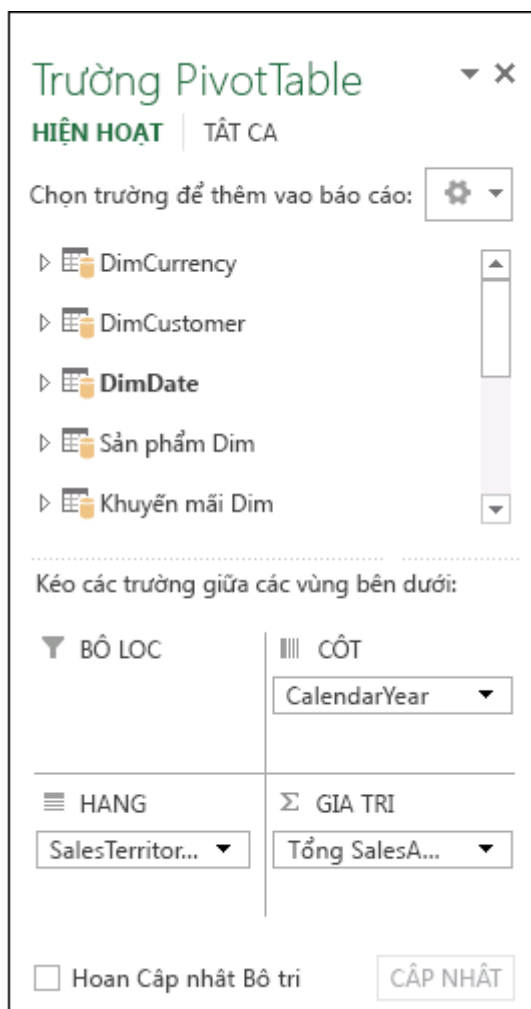 Trường PivotTable
HIỆN HOẠT TÂT CA
Chọn trường để thêm vao báo cáo:
DimCurrency
DimCustomer
DimDate
Sản phẩm Dim
Khuyến mãi Dim
Kéo các trường giữa các vùng bên dưới:
BÔ LOC
CÔT
CalendarYear
HANG
GIA TRI
SalesTerritor...
Tổng SalesA...
Hoan Câp nhât Bô tri
CÂP NHÂT